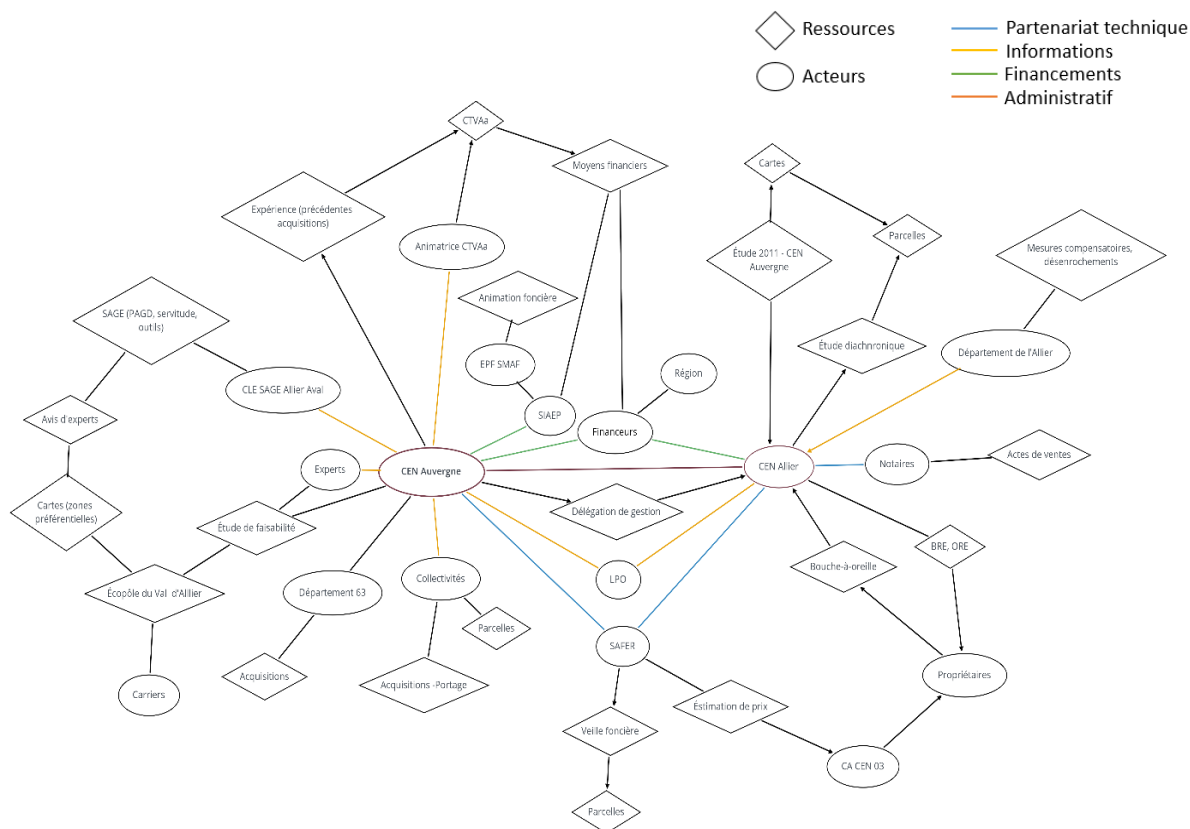 Ressources
Acteurs
Partenariat technique
Informations
Financements
Administratif
CTVAa
Moyens financiers
Cartes
Expérience (précédentes
acquisitions)
Animatrice CTVAa
Étude 2011 - CEN
Auvergne
Parcelles
Mesures compensatoires,
désenrochements
Animation foncière
SAGE (PAGD, servitude,
outils)
Étude diachnronique
Département de l'Allier
EPF SMAF
Région
CLE SAGE Allier Aval
SIAEP
Avis d'experts
Financeurs
Experts
CEN Auvergne
CEN Allier
Notaires
Actes de ventes
Cartes (zones
préférentielles)
Étude de faisabilité
Délégation de gestion
BRE, ORE
Bouche-à-oreille
Écopôle du Val d'Alllier
Département 63
Collectivités
LPO
Parcelles
SAFER
Acquisitions
Acquisitions -Portage
Propriétaires
Carriers
Éstimation de prix
Veille foncière
CA CEN 03
Parcelles